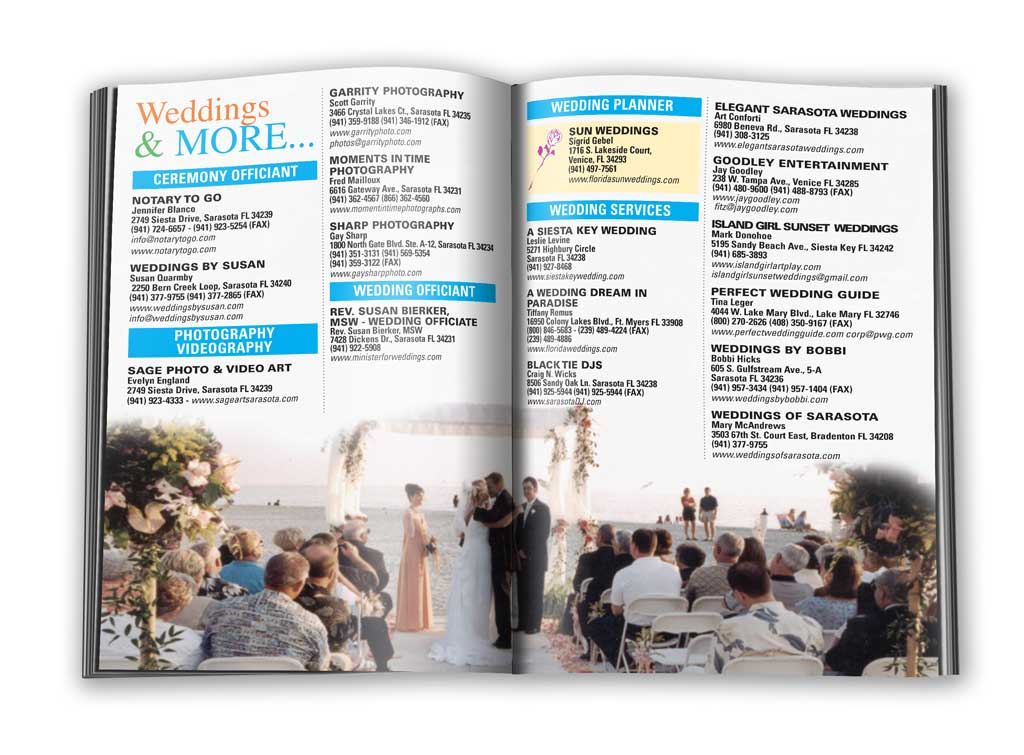 Weddings
& MORE...
CEREMONY OFFICIANT
NOTARY TO GO
Jennifer Blanco
2749 Siesta Drive, Sarasota FL 34239
(941) 724-6657 - (941) 923-5254 (FAX)
info@notarytogo.com
www.notarytogo.com
WEDDINGS BY SUSAN
Susan Quarmby
2250 Bern Creek Loop, Sarasota FL 34240
(941) 377-9755 (941) 377-2865 (FAX)
www.weddingsbysusan.com
info@weddingsbysusan.com
PHOTOGRAPHY
VIDEOGRAPHY
SAGE PHOTO & VIDEO ART
Evelyn England
2749 Siesta Drive, Sarasota FL 34239
(941) 923-4333 - www.sageartsarasota.com
GARRITY PHOTOGRAPHY
Scott Garrity
3466 Crystal Lakes Ct., Sarasota FL 34235
(941) 359-9188 (941) 346-1912 (FAX)
www.garrityphoto.com
photos@garrityphoto.com
MOMENTS IN TIME
PHOTOGRAPHY
Fred Mailloux
6616 Gateway Ave., Sarasota FL 34231
(941) 362-4567 (866) 362-4560
www.momentintimephotographs.com
SHARP PHOTOGRAPHY
Gay Sharp
1800 North Gate Blvd. Ste. A-12, Sarasota FL 34234
(941) 351-3131 (941) 569-5354
(941) 359-3122 (FAX)
www.gaysharpphoto.com
WEDDING OFFICIANT
REV. SUSAN BIERKER,
MSW - WEDDING OFFICIATE
Rev. Susan Bierker, MSW
7428 Dickens Dr., Sarasota FL 34231
(941) 922-5908
www.ministerforweddings.com
WEDDING PLANNER
SUN WEDDINGS
Sigrid Gebel
1716 S. Lakeside Court,
Venice, FL 34293
(941) 497-7561
www.floridasunweddings.com
WEDDING SERVICES
A SIESTA KEY WEDDING
Leslie Levine
5271 Highbury Circle
Sarasota FL 34238
(941) 927-8468
www.siestakeywedding.com
A WEDDING DREAM IN
PARADISE
Tiffany Remus
16950 Colony Lakes Blvd., Ft. Myers FL 33908
(800) 846-5683 - (239) 489-4224 (FAX)
(239) 489-4886
www.floridaweddings.com
BLACK TIE DJS
Craig N. Wicks
8506 Sandy Oak Ln. Sarasota FL 34238
(941) 925-5944 (941) 925-5944 (FAX)
www.sarasotaDJ.com
ELEGANT SARASOTA WEDDINGS
Art Conforti
6980 Beneva Rd., Sarasota FL 34238
(941) 308-3125
www.elegantsarasotaweddings.com
GOODLEY ENTERTAINMENT
Jay Goodley
238 W. Tampa Ave., Venice FL 34285
(941) 480-9600 (941) 488-8793 (FAX)
www.jaygoodley.com
fitz@jaygoodley.com
ISLAND GIRL SUNSET WEDDINGS
Mark Donohoe
5195 Sandy Beach Ave., Siesta Key FL 34242
(941) 685-3893
www.islandgirlartplay.com
islandgirlsunsetweddings@gmail.com
PERFECT WEDDING GUIDE
Tina Leger
4044 W. Lake Mary Blvd., Lake Mary FL 32746
(800) 270-2626 (408) 350-9167 (FAX)
www.perfectweddingguide.com corp@pwg.com
WEDDINGS BY BOBBI
Bobbi Hicks
605 S. Gulfstream Ave., 5-A
Sarasota FL 34236
(941) 957-3434 (941) 957-1404 (FAX)
www.weddingsbybobbi.com
WEDDINGS OF SARASOTA
Mary McAndrews
3503 67th St. Court East, Bradenton FL 34208
(941) 377-9755
www.weddingsofsarasota.com